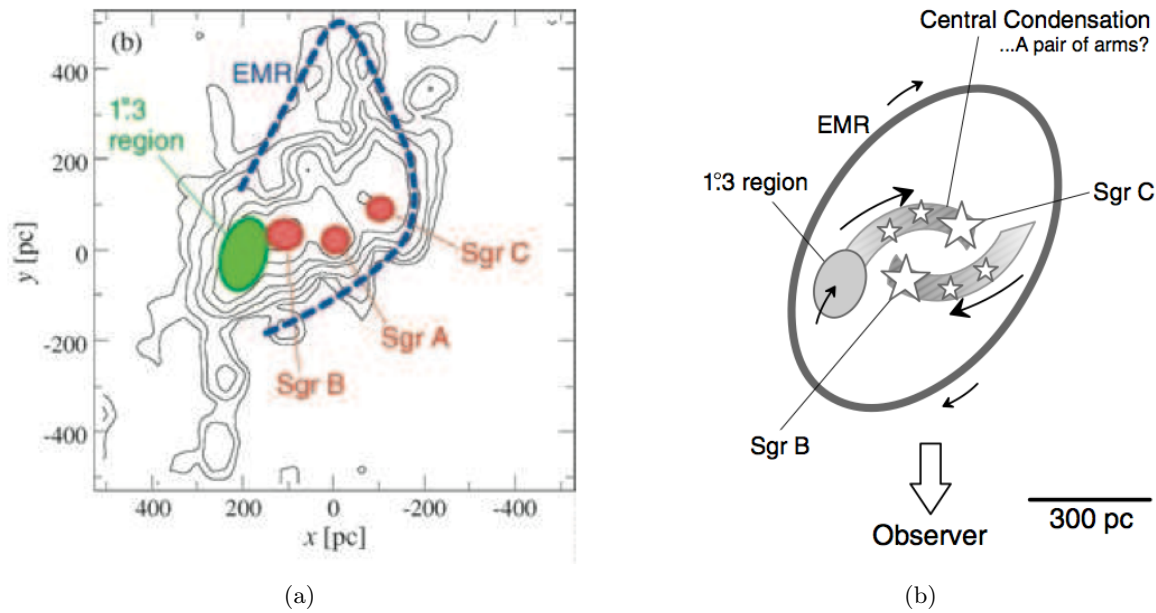 (b)
EMR
1°.3
region
400
200
0
-200
-400
y [pc]
Sgr C
Sgr A
Sgr B
400
200
0
-200
-400
x [pc]
(a)
Central Condensation
...A pair of arms?
EMR
1°.3 region
Sgr C
Sgr B
Observer
300 pc
(b)